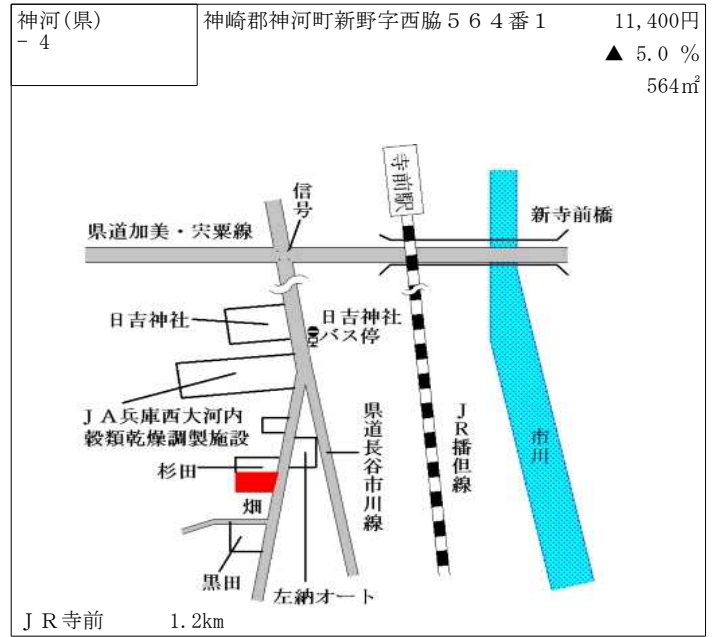 神河(県)
－ 4
神崎郡神河町新野字西脇５６４番１
11,400円
▲ 5.0 %
564㎡
寺前駅
信号
県道加美・宍粟線
新寺前橋
日吉神社
日吉神社
バス停
ＪＡ兵庫西大河内
穀類乾燥調製施設
県道長谷市川線
ＪＲ播但線
市川
杉田
畑
黒田
左納オート
ＪＲ寺前 1.2km